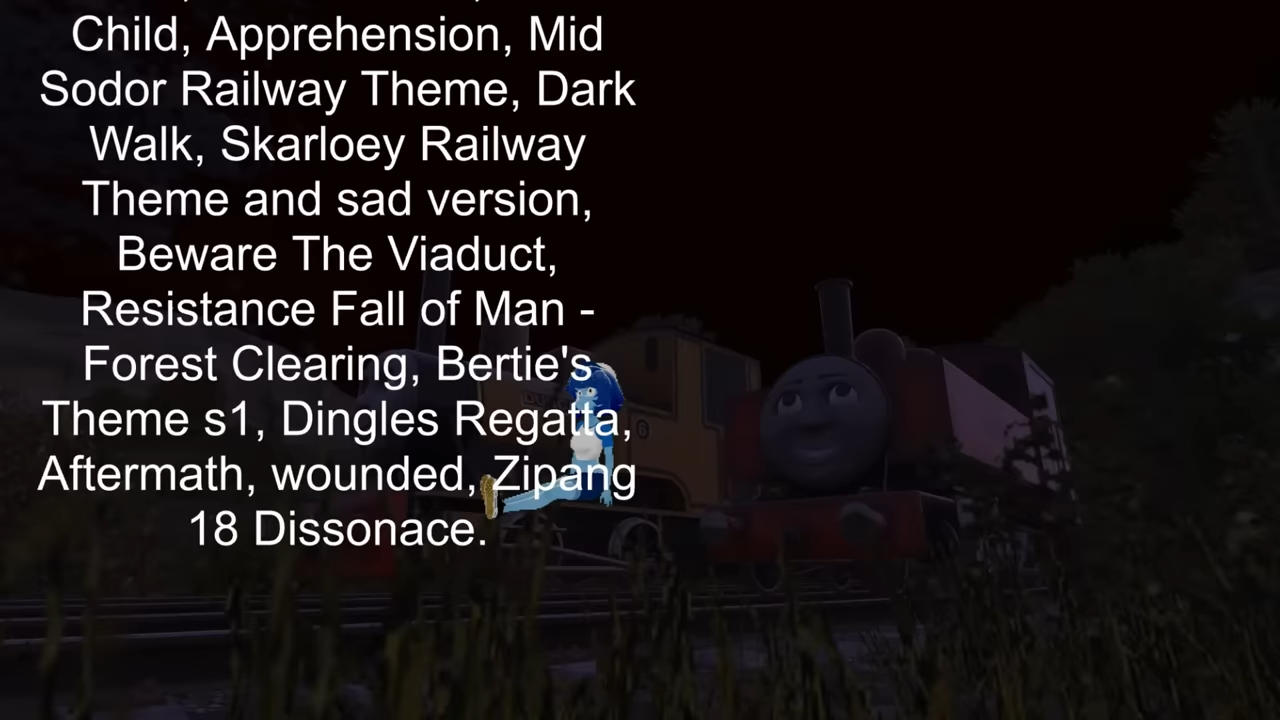 Child, Apprehension, Mid
Sodor Railway Theme, Dark
Walk, Skarloey Railway
Theme and sad version,
Beware The Viaduct,
Resistance Fall of Man -
Forest Clearing, Bertie's
Theme s1, Dingles Regatta,
Aftermath, wounded, Zipang
18 Dissonace.
6